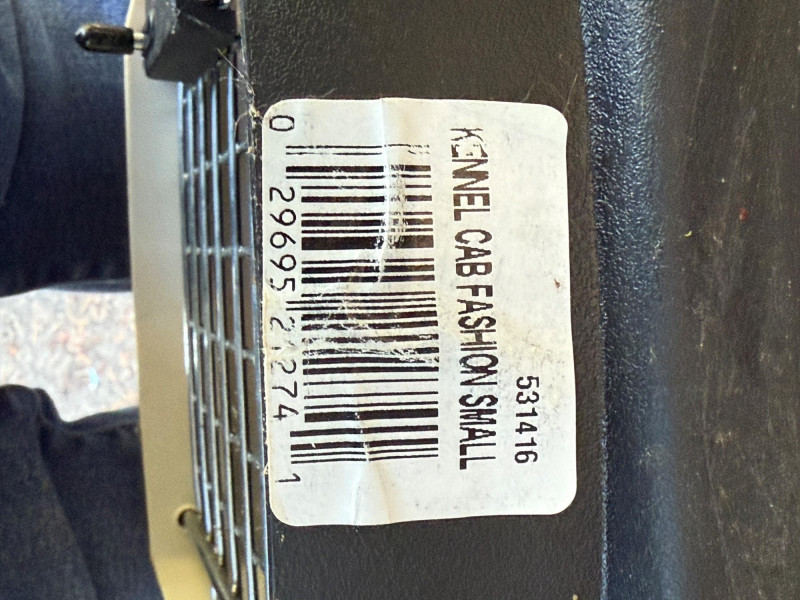 531416
KENNEL CAB FASHION SMALL
0 29695 21274 1